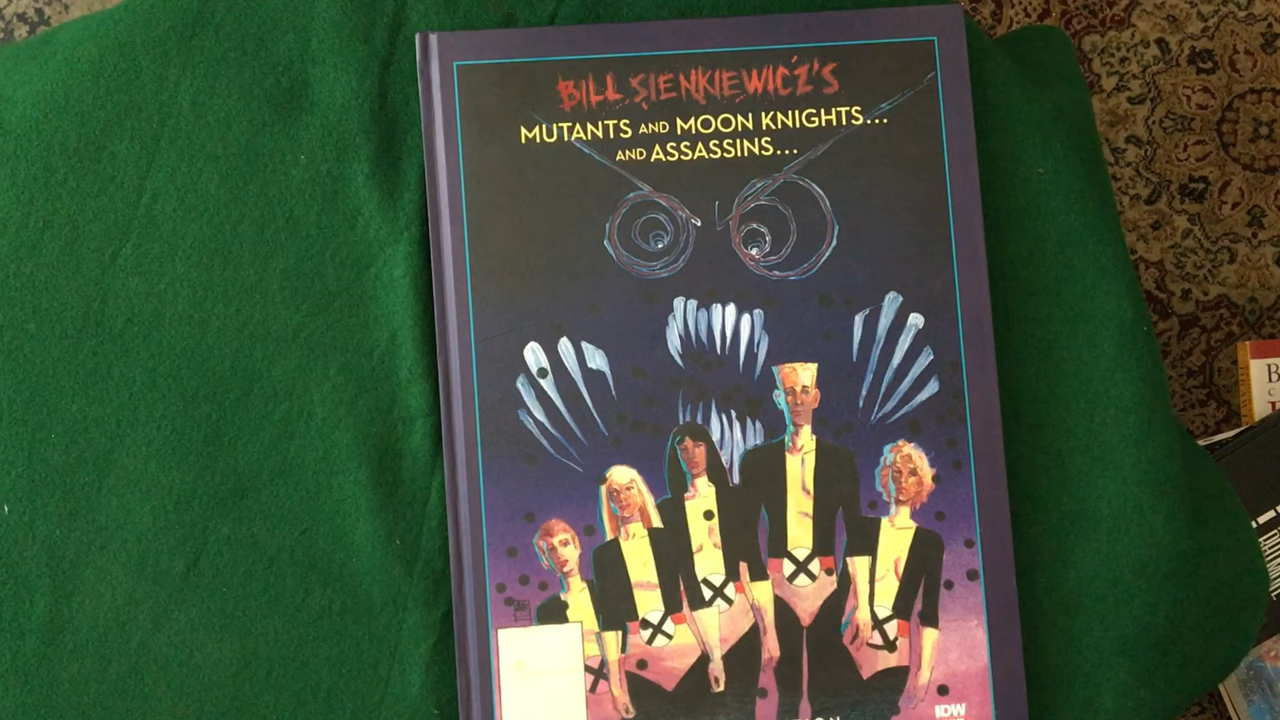 BILL SIENKIEWICZ'S
MUTANTS AND MOON KNIGHTS...
AND ASSASSINS...
IDW